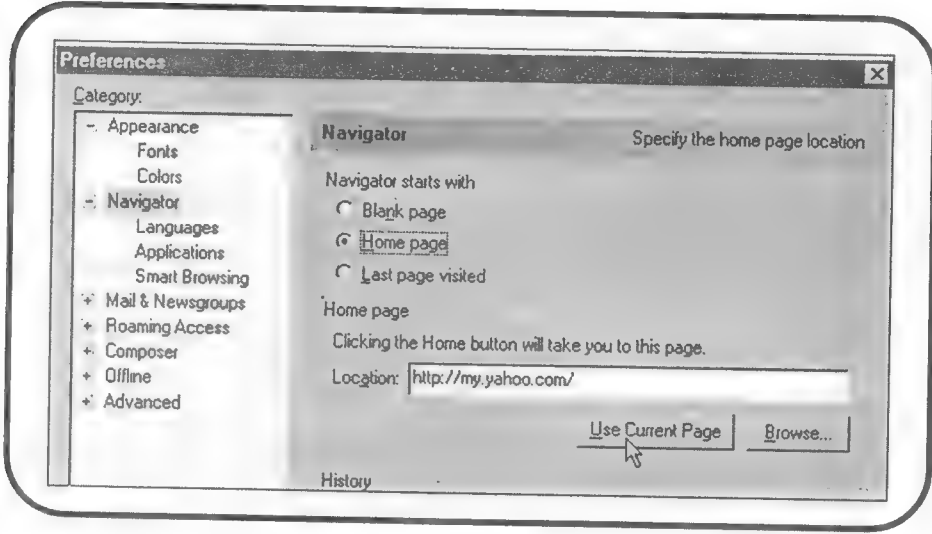 Preferences
Category:
- Appearance
Fonts
Colors
- Navigator
Languages
Applications
Smart Browsing
+ Mail & Newsgroups
+ Roaming Access
+ Composer
+ Offline
+ Advanced
Navigator Specify the home page location
Navigator starts with
Blank page
Home page
Last page visited
Home page
Clicking the Home button will take you to this page.
Location: http://my.yahoo.com/
Use Current Page Browse...
History